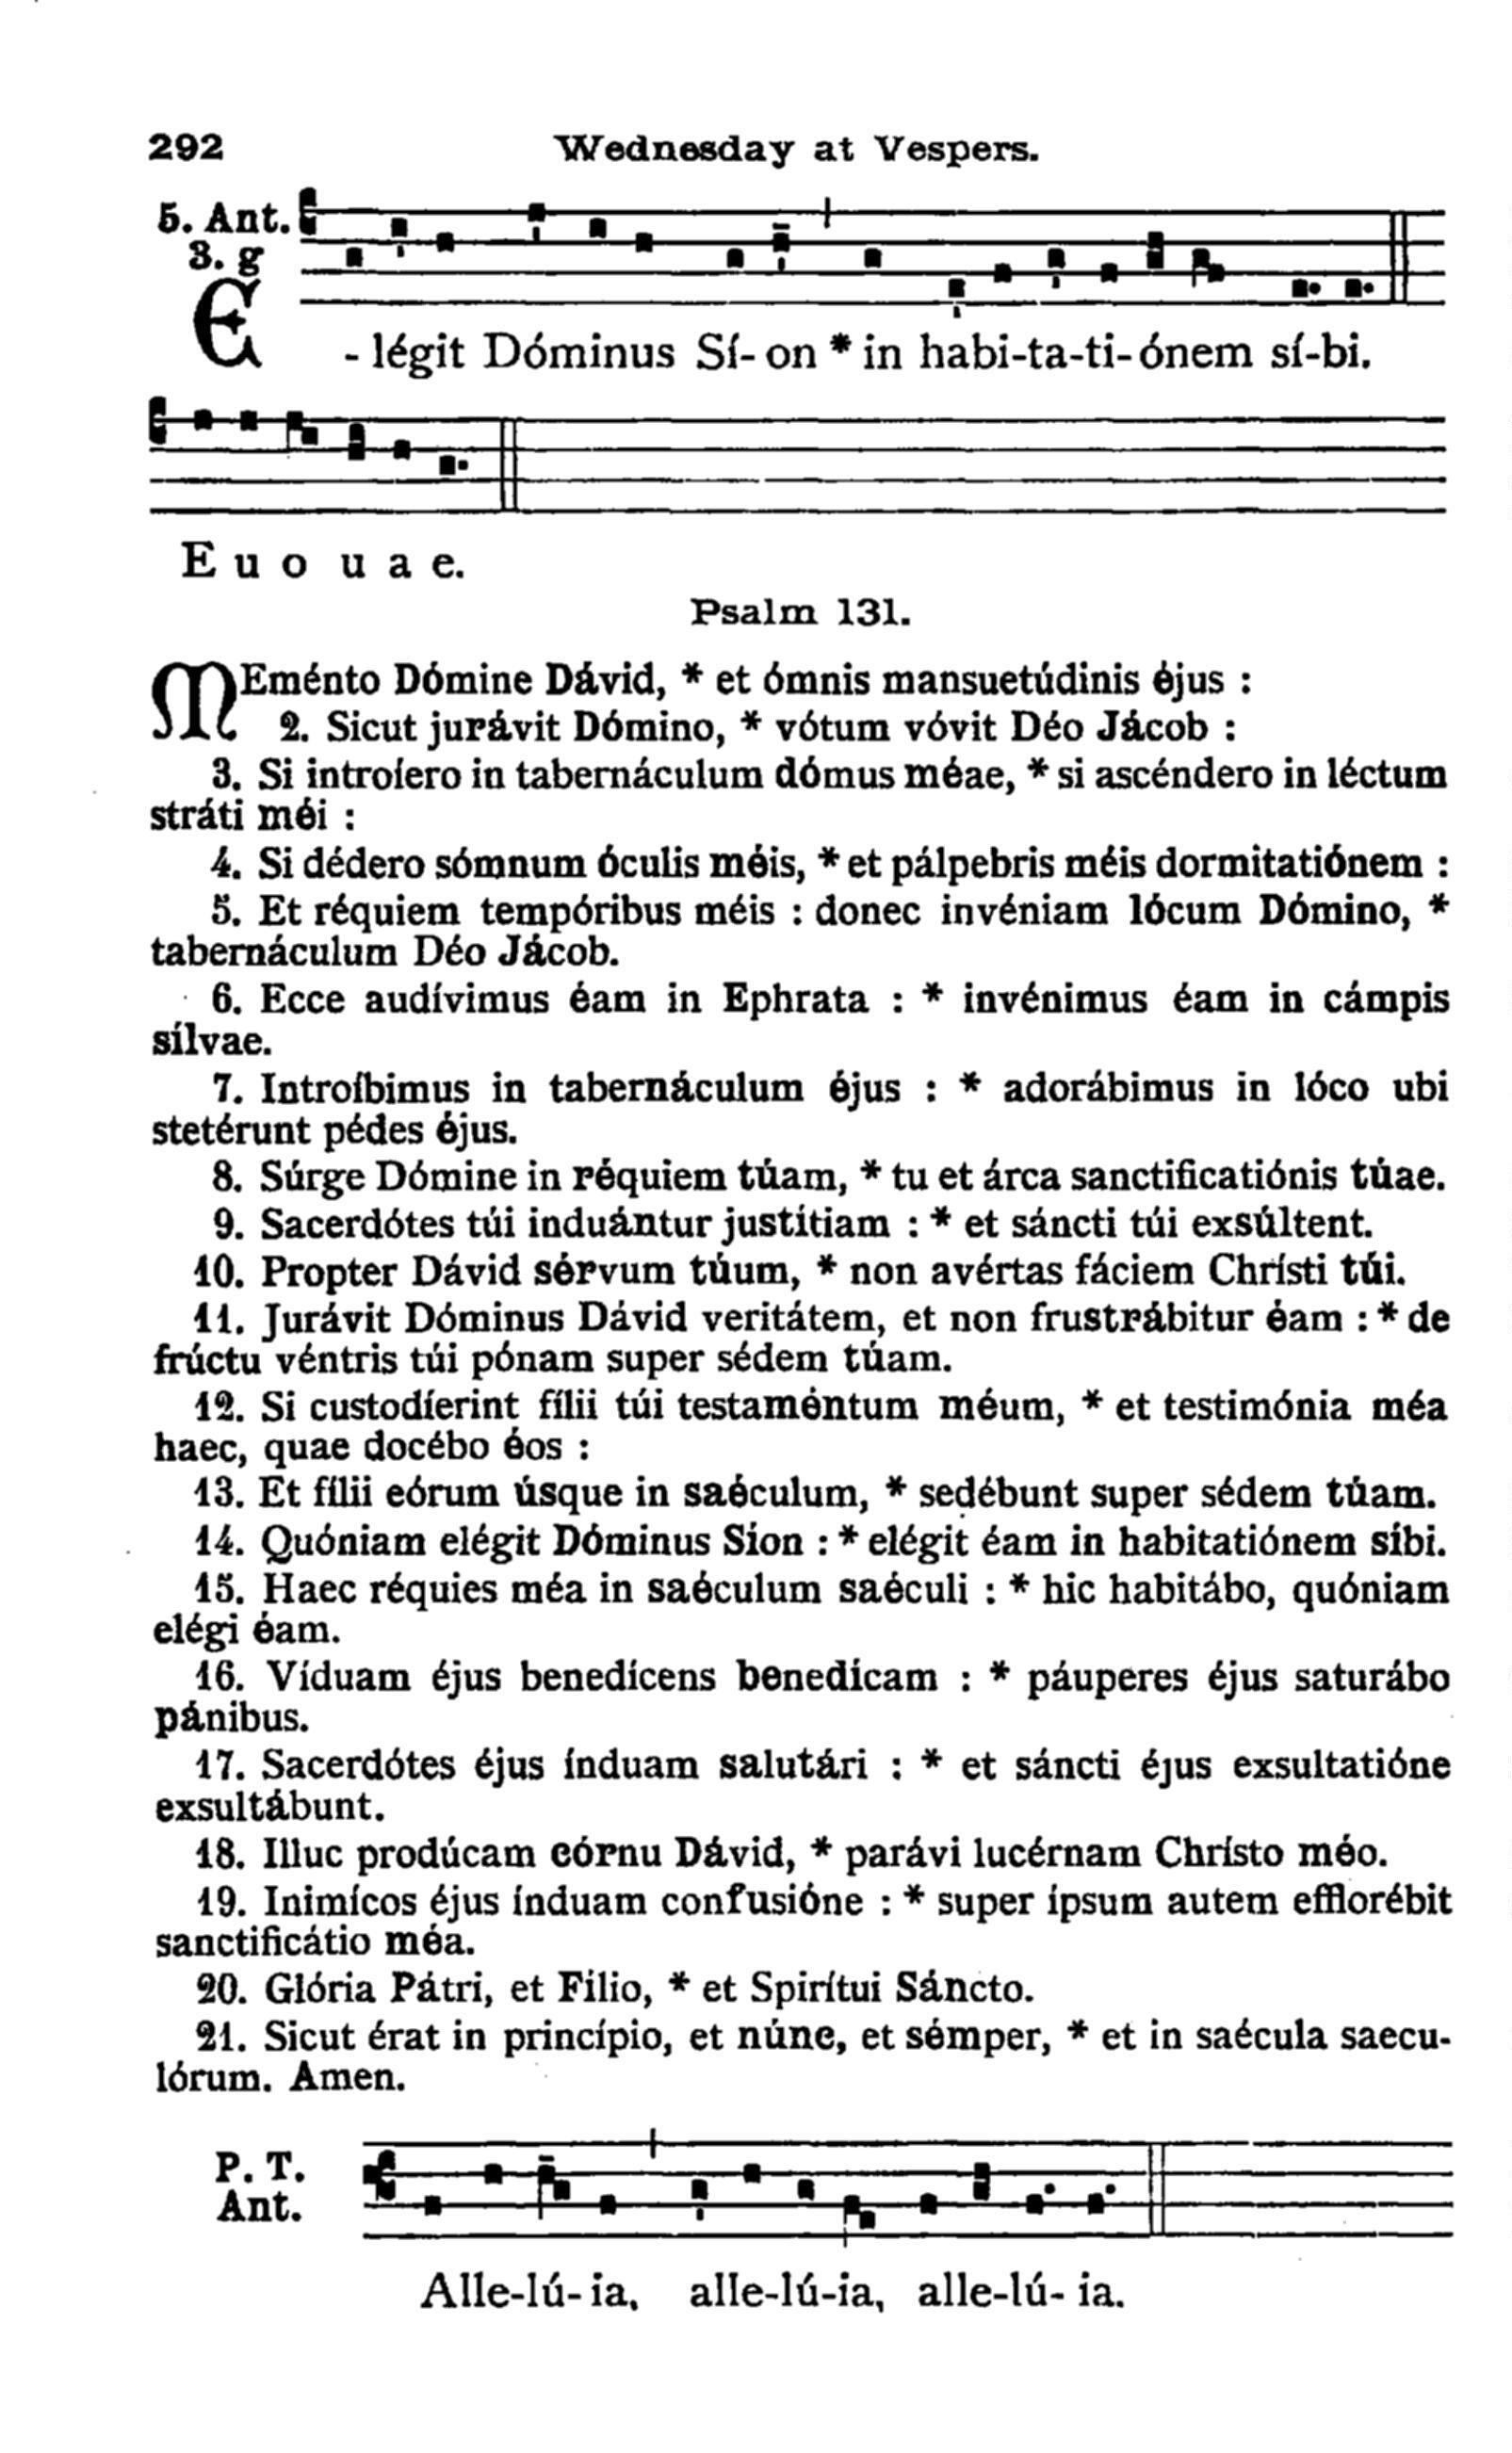 292 Wednesday at Vespers.
5. Ant.
3. g
E - légit Dóminus Sí- on * in habi-ta-ti- ónem sí-bi.
E u o u a e.
Psalm 131.
MEménto Dómine Dávid, * et ómnis mansuetúdinis éjus :
2. Sicut jurávit Dómino, * vótum vóvit Déo Jácob :
3. Si introíero in tabernáculum dómus méae, * si ascéndero in léctum
stráti méi :
4. Si dédero sómnum óculis méis, * et pálpebris méis dormitatiónem :
5. Et réquiem tempóribus méis : donec invéniam lócum Dómino, *
tabernáculum Déo Jácob.
6. Ecce audívimus éam in Ephrata : * invénimus éam in cámpis
sílvae.
7. Introíbimus in tabernáculum éjus : * adorábimus in lóco ubi
stetérunt pédes éjus.
8. Súrge Dómine in réquiem túam, * tu et árca sanctificatiónis túae.
9. Sacerdótes túi induántur justítiam : * et sáncti túi exsúltent.
10. Propter Dávid sérvum túum, * non avértas fáciem Chrísti túi.
11. Jurávit Dóminus Dávid veritátem, et non frustrábitur éam : * de
frúctu véntris túi pónam super sédem túam.
12. Si custodíerint fílii túi testaméntum méum, * et testimónia méa
haec, quae docébo éos :
13. Et fílii eórum úsque in saéculum, * sedébunt super sédem túam.
14. Quóniam elégit Dóminus Síon : * elégit éam in habitatiónem síbi.
15. Haec réquies méa in saéculum saéculi : * hic habitábo, quóniam
elégi éam.
16. Víduam éjus benedícens benedícam : * páuperes éjus saturábo
pánibus.
17. Sacerdótes éjus índuam salutári : * et sáncti éjus exsultatióne
exsultábunt.
18. Illuc prodúcam córnu Dávid, * parávi lucérnam Chrísto méo.
19. Inimícos éjus índuam confusióne : * super ípsum autem efflorébit
sanctificátio méa.
20. Glória Pátri, et Fílio, * et Spirítui Sáncto.
21. Sicut érat in princípio, et núnc, et sémper, * et in saécula saecu-
lórum. Amen.
P. T.
Ant.
Alle-lú- ia, alle-lú-ia, alle-lú- ia.